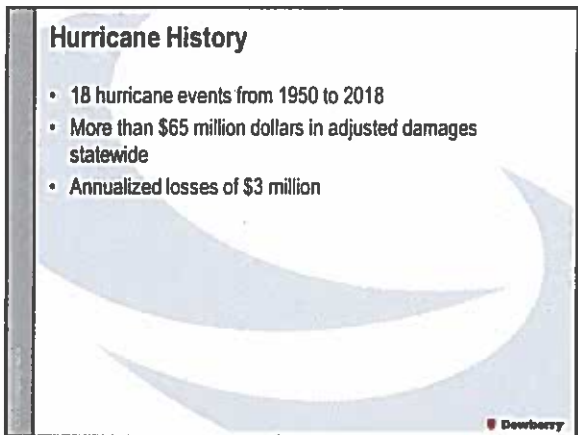 Hurricane History
• 18 hurricane events from 1950 to 2018
• More than $65 million dollars in adjusted damages
statewide
• Annualized losses of $3 million
Dewberry